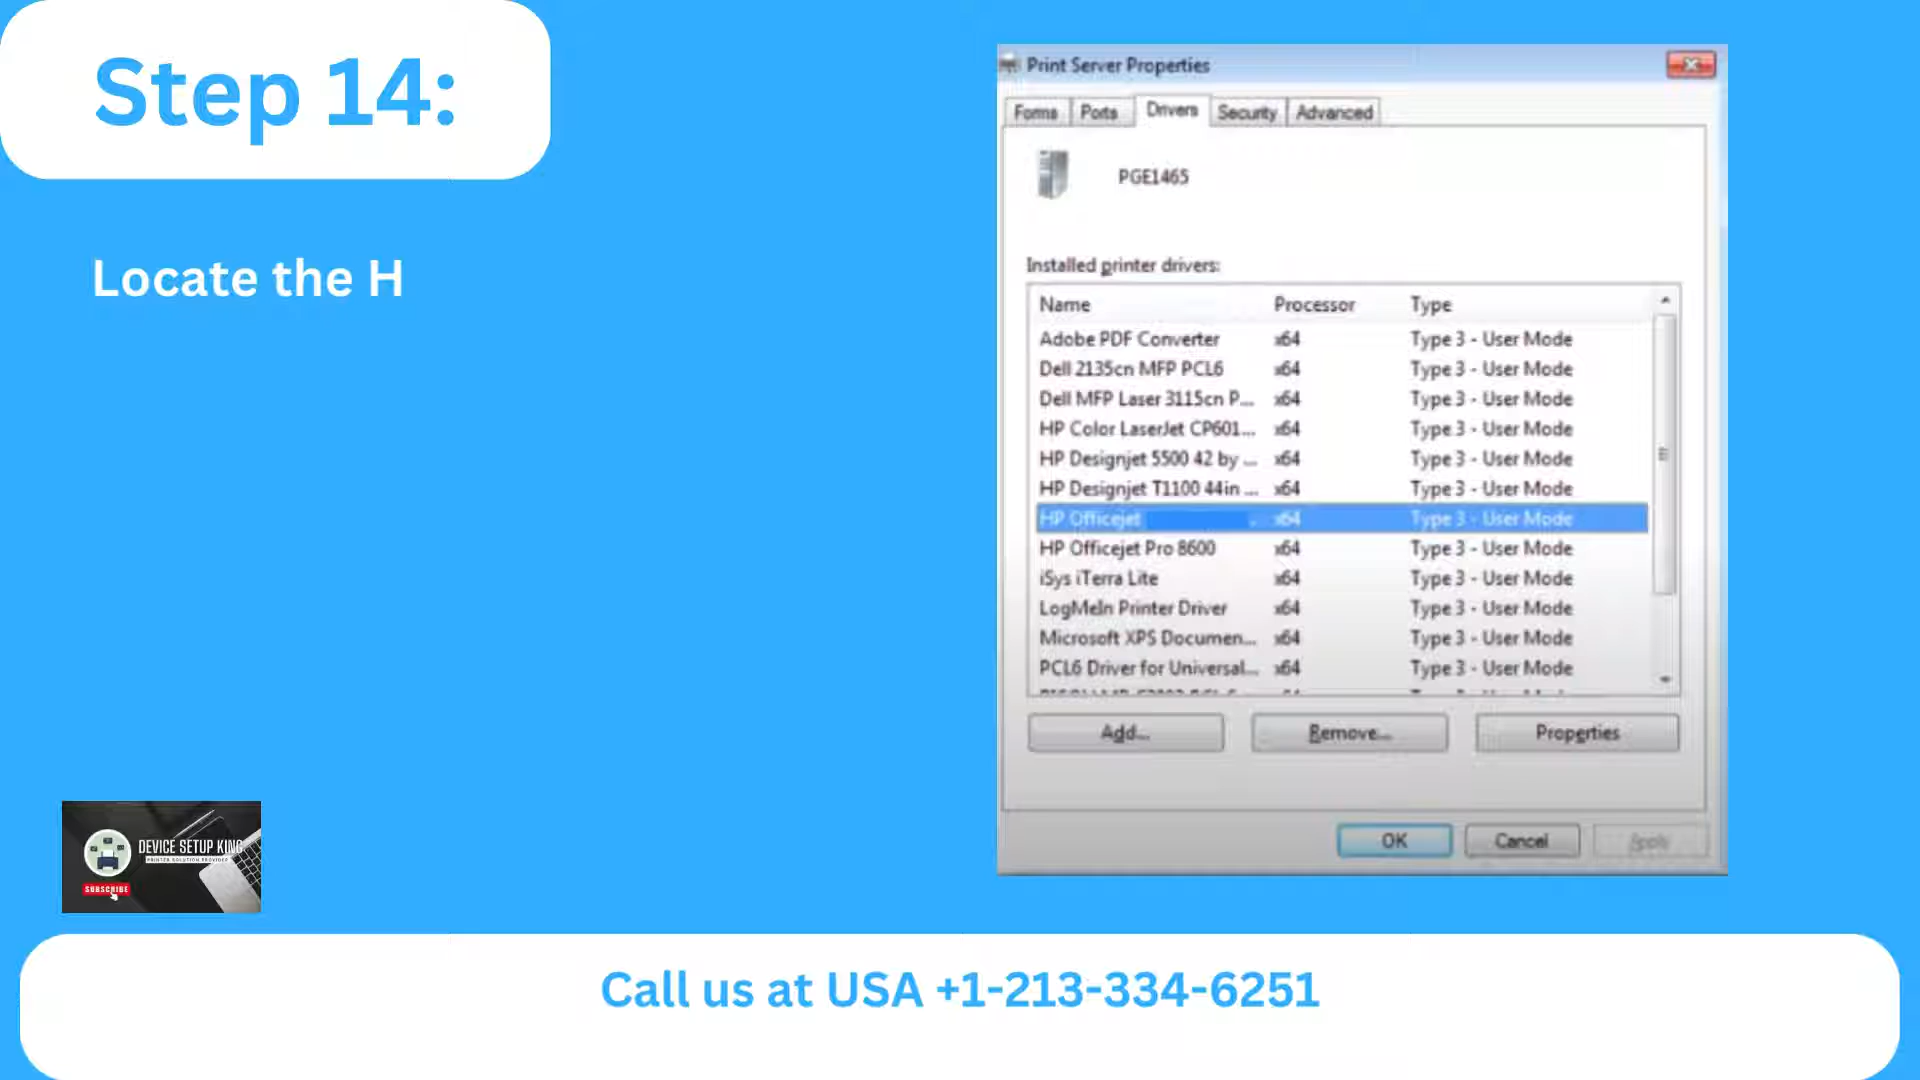 Step 14:
Locate the H
Print Server Properties
Forms Ports Drivers Security Advanced
PGE1465
Installed printer drivers:
Name Processor Type
Adobe PDF Converter x64 Type 3 - User Mode
Dell 2135cn MFP PCL6 x64 Type 3 - User Mode
Dell MFP Laser 3115cn P... x64 Type 3 - User Mode
HP Color LaserJet CP601... x64 Type 3 - User Mode
HP Designjet 5500 42 by ... x64 Type 3 - User Mode
HP Designjet T1100 44in ... x64 Type 3 - User Mode
HP Officejet x64 Type 3 - User Mode
HP Officejet Pro 8600 x64 Type 3 - User Mode
iSys iTerra Lite x64 Type 3 - User Mode
LogMeIn Printer Driver x64 Type 3 - User Mode
Microsoft XPS Documen... x64 Type 3 - User Mode
PCL6 Driver for Universal... x64 Type 3 - User Mode
Add... Remove... Properties
OK Cancel Apply
DEVICE SETUP KING
PRINTER SOLUTION PROVIDER
SUBSCRIBE
Call us at USA +1-213-334-6251